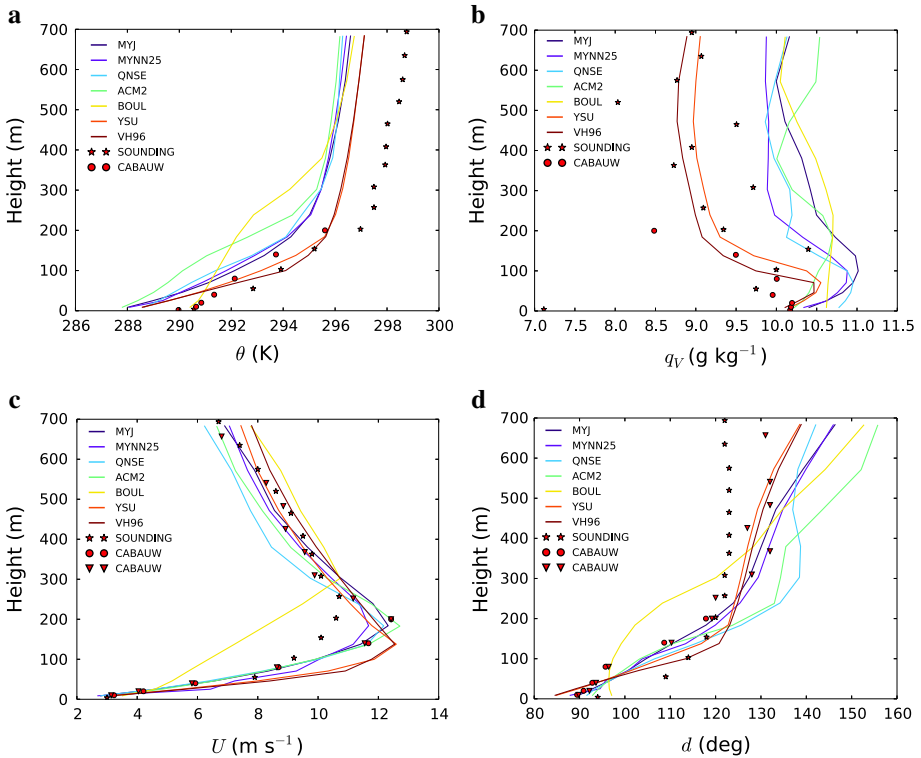 a
700
600
500
400
300
200
100
0
Height (m)
MYJ
MYNN25
QNSE
ACM2
BOUL
YSU
VH96
SOUNDING
CABAUW
286 288 290 292 294 296 298 300
θ (K)
b
700
600
500
400
300
200
100
0
Height (m)
MYJ
MYNN25
QNSE
ACM2
BOUL
YSU
VH96
SOUNDING
CABAUW
7.0 7.5 8.0 8.5 9.0 9.5 10.0 10.5 11.0 11.5
qV (g kg−1)
c
700
600
500
400
300
200
100
0
Height (m)
MYJ
MYNN25
QNSE
ACM2
BOUL
YSU
VH96
SOUNDING
CABAUW
CABAUW
2 4 6 8 10 12 14
U (m s−1)
d
700
600
500
400
300
200
100
0
Height (m)
MYJ
MYNN25
QNSE
ACM2
BOUL
YSU
VH96
SOUNDING
CABAUW
CABAUW
80 90 100 110 120 130 140 150 160
d (deg)